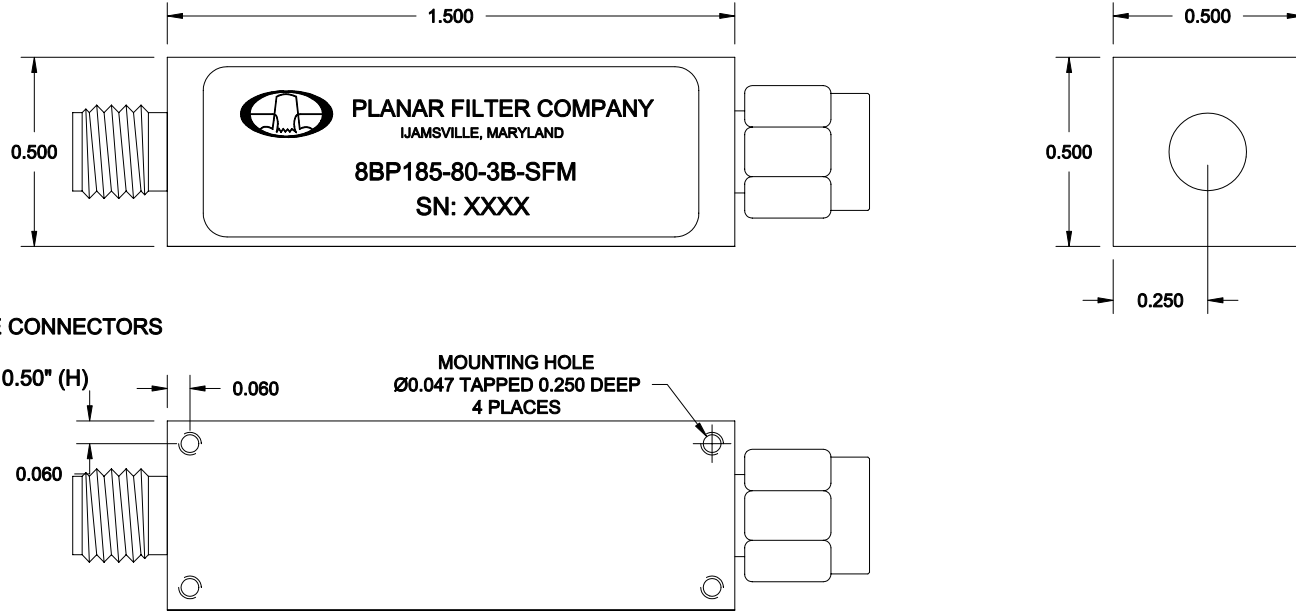 1.500
0.500
0.500
PLANAR FILTER COMPANY
IJAMSVILLE, MARYLAND
8BP185-80-3B-SFM
SN: XXXX
0.500
0.250
CONNECTORS
0.50" (H)
0.060
MOUNTING HOLE
Ø0.047 TAPPED 0.250 DEEP
4 PLACES
0.060